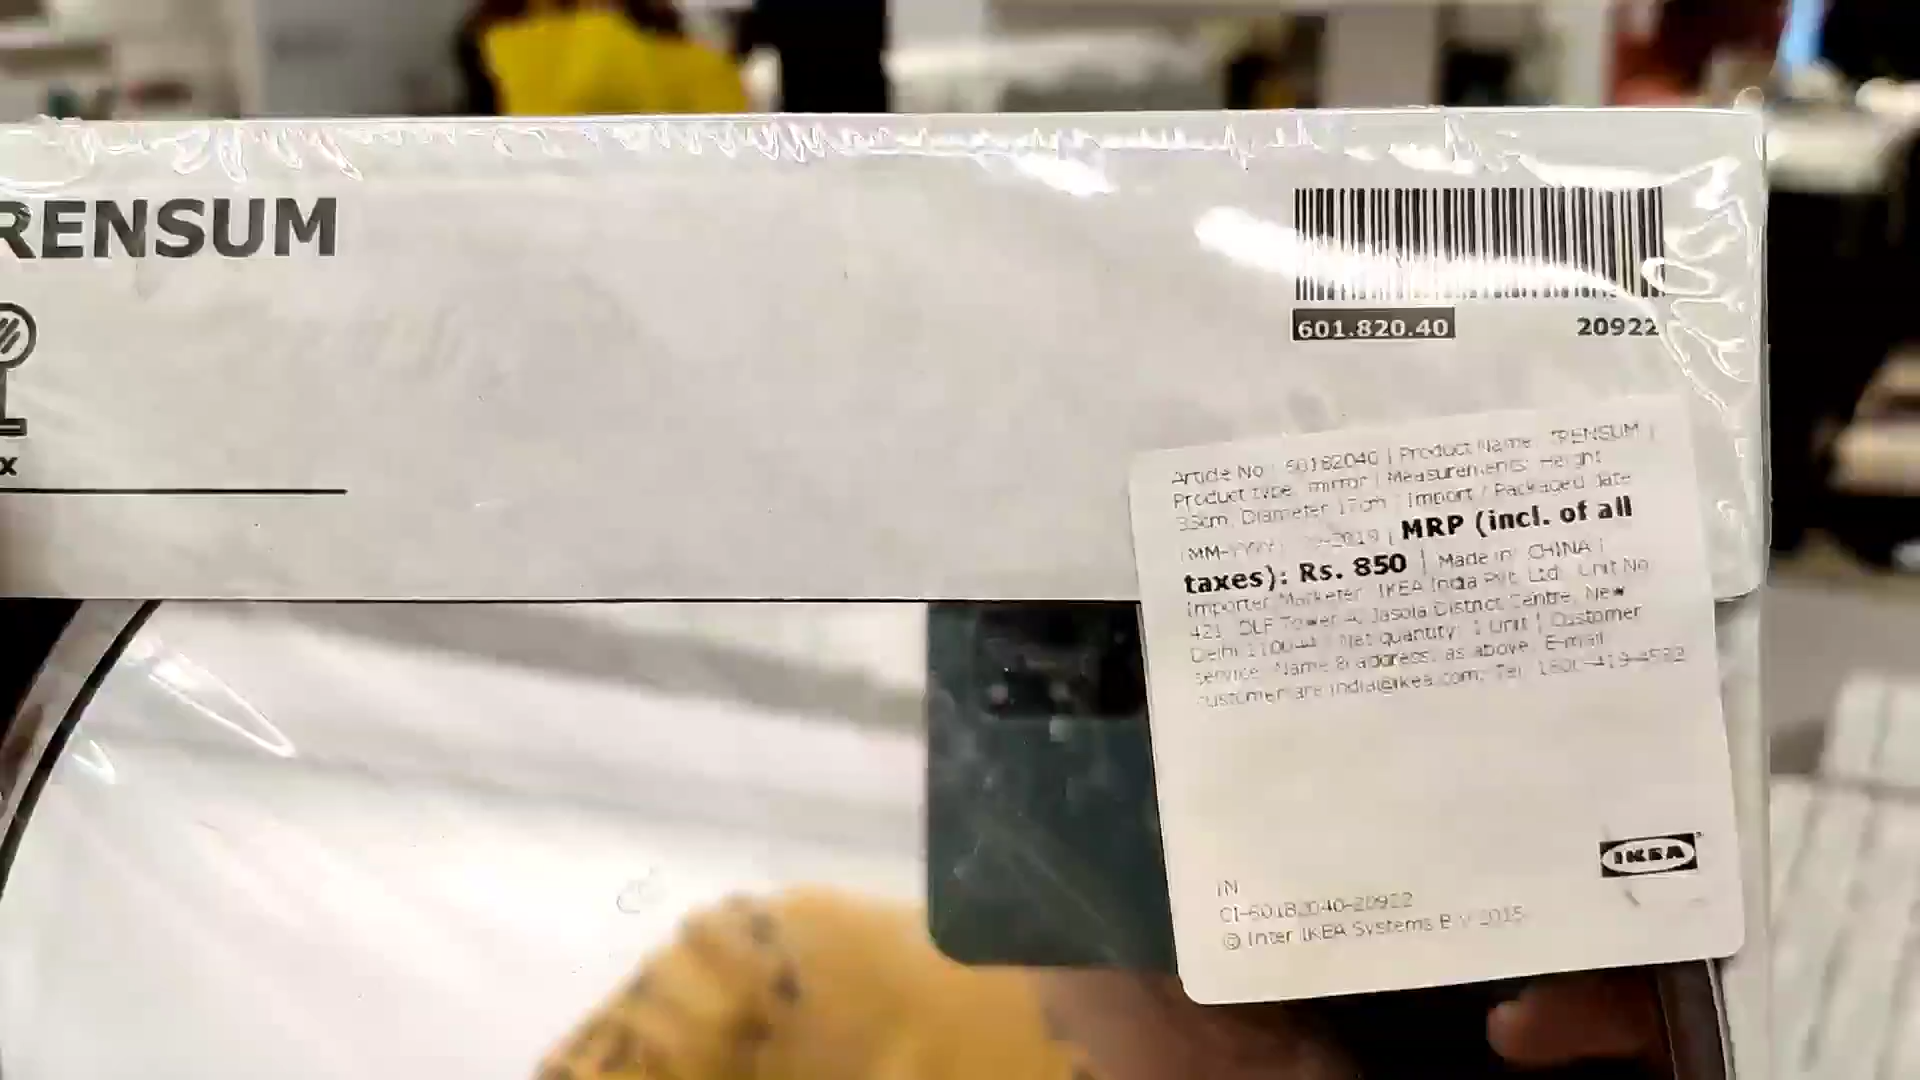 RENSUM
x
601.820.40 20922
Article No : 60182040 | Product Name: TRENSUM |
Product type: mirror | Measurements: Height
33cm, Diameter 17cm | Import / Packaged date
(MM-YYYY) -2019 | MRP (incl. of all
taxes): Rs. 850 | Made in: CHINA |
Importer Marketer: IKEA India Pvt. Ltd. Unit No
421, DLF Tower A, Jasola District Centre, New
Delhi 110044 | Net quantity: 1 Unit | Customer
service: Name & address: as above, E-mail
customercare.india@ikea.com, Tel: 1800-419-4532
IKEA
IN
CI-60182040-20922
© Inter IKEA Systems B.V. 2015